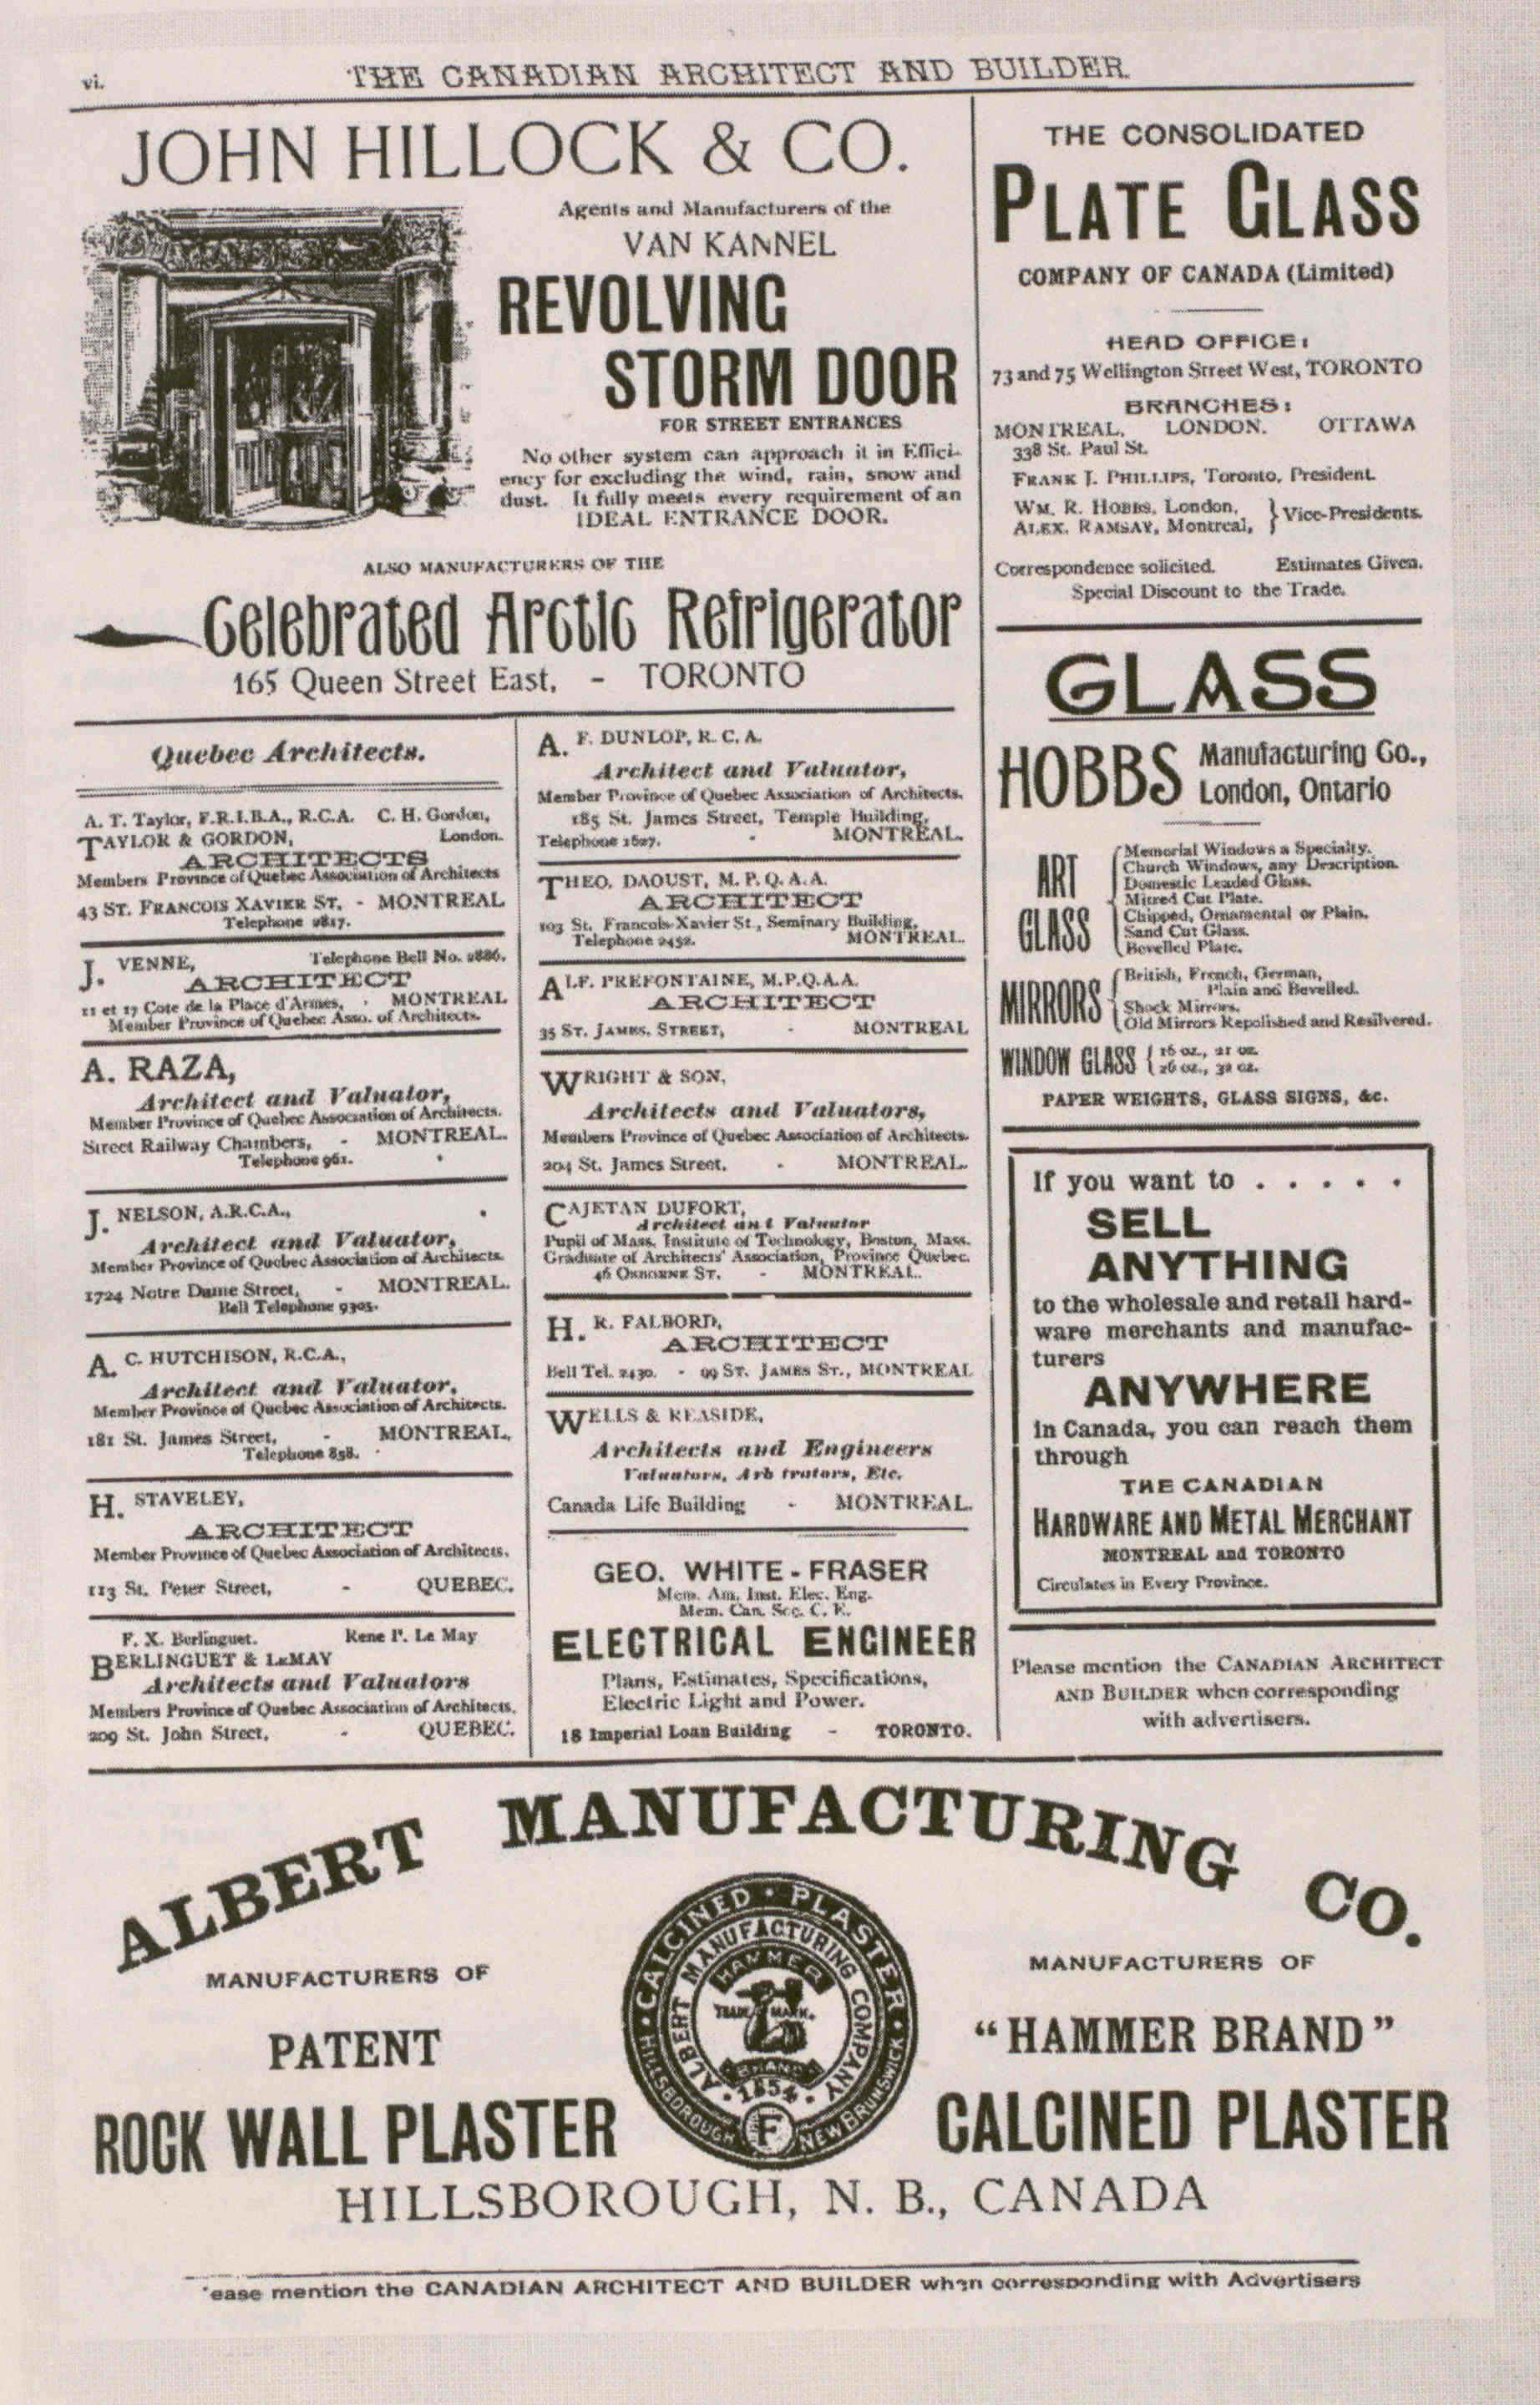 vi.
THE CANADIAN ARCHITECT AND BUILDER
JOHN HILLOCK & CO.
Agents and Manufacturers of the
VAN KANNEL
REVOLVING
STORM DOOR
FOR STREET ENTRANCES
No other system can approach it in Effici-
ency for excluding the wind, rain, snow and
dust. It fully meets every requirement of an
IDEAL ENTRANCE DOOR.
ALSO MANUFACTURERS OF THE
Celebrated Arctic Refrigerator
165 Queen Street East, - TORONTO
Quebec Architects.
A. T. Taylor, F.R.I.B.A., R.C.A. C. H. Gordon,
TAYLOR & GORDON, London.
ARCHITECTS
Members Province of Quebec Association of Architects
43 ST. FRANCOIS XAVIER ST. - MONTREAL
Telephone 2817.
J. VENNE, Telephone Bell No. 2886.
ARCHITECT
11 et 17 Cote de la Place d'Armes, MONTREAL
Member Province of Quebec Asso. of Architects.
A. RAZA,
Architect and Valuator,
Member Province of Quebec Association of Architects.
Street Railway Chambers, - MONTREAL.
Telephone 961.
J. NELSON, A.R.C.A.,
Architect and Valuator,
Member Province of Quebec Association of Architects.
1724 Notre Dame Street, - MONTREAL.
Bell Telephone 9305.
A. C. HUTCHISON, R.C.A.,
Architect and Valuator,
Member Province of Quebec Association of Architects.
181 St. James Street, - MONTREAL,
Telephone 858.
H. STAVELEY,
ARCHITECT
Member Province of Quebec Association of Architects.
113 St. Peter Street, - QUEBEC.
F. X. Berlinguet. Rene P. Le May
BERLINGUET & LEMAY
Architects and Valuators
Members Province of Quebec Association of Architects.
209 St. John Street, - QUEBEC.
A. F. DUNLOP, R. C. A.
Architect and Valuator,
Member Province of Quebec Association of Architects.
185 St. James Street, Temple Building,
Telephone 1807. - MONTREAL.
THEO. DAOUST, M. P. Q. A. A.
ARCHITECT
103 St. Francois-Xavier St., Seminary Building,
Telephone 2452. MONTREAL.
ALF. PREFONTAINE, M.P.Q.A.A.
ARCHITECT
35 ST. JAMES. STREET, - MONTREAL
WRIGHT & SON,
Architects and Valuators,
Members Province of Quebec Association of Architects.
204 St. James Street. - MONTREAL.
CAJETAN DUFORT,
Architect an t Valuator
Pupil of Mass. Institute of Technology, Boston, Mass.
Graduate of Architects' Association, Province Quebec.
46 OSBORNE ST. - MONTREAL.
H. R. FALBORD,
ARCHITECT
Bell Tel. 2430. - 99 ST. JAMES ST., MONTREAL
WELLS & REASIDE,
Architects and Engineers
Valuators, Arb trators, Etc.
Canada Life Building - MONTREAL.
GEO. WHITE-FRASER
Mem. Am. Inst. Elec. Eng.
Mem. Can. Soc. C. E.
ELECTRICAL ENGINEER
Plans, Estimates, Specifications,
Electric Light and Power.
18 Imperial Loan Building - TORONTO.
THE CONSOLIDATED
PLATE GLASS
COMPANY OF CANADA (Limited)
HEAD OFFICE:
73 and 75 Wellington Street West, TORONTO
BRANCHES:
MONTREAL, LONDON. OTTAWA
338 St. Paul St.
FRANK J. PHILLIPS, Toronto, President
WM. R. HOBBS, London,
ALEX. RAMSAY, Montreal, } Vice-Presidents.
Correspondence solicited. Estimates Given.
Special Discount to the Trade.
GLASS
HOBBS Manufacturing Co.,
London, Ontario
ART GLASS
Memorial Windows a Specialty.
Church Windows, any Description.
Domestic Leaded Glass.
Mitred Cut Plate.
Chipped, Ornamental or Plain.
Sand Cut Glass.
Bevelled Plate.
MIRRORS
British, French, German,
Plain and Bevelled.
Shock Mirrors.
Old Mirrors Repolished and Resilvered.
WINDOW GLASS { 16 oz., 21 oz.
26 oz., 32 oz.
PAPER WEIGHTS, GLASS SIGNS, &c.
If you want to . . . . .
SELL
ANYTHING
to the wholesale and retail hard-
ware merchants and manufac-
turers
ANYWHERE
in Canada, you can reach them
through
THE CANADIAN
HARDWARE AND METAL MERCHANT
MONTREAL and TORONTO
Circulates in Every Province.
Please mention the CANADIAN ARCHITECT
AND BUILDER when corresponding
with advertisers.
ALBERT MANUFACTURING CO.
MANUFACTURERS OF
PATENT
ROCK WALL PLASTER
CALCINED · PLASTER
HILLSBOROUGH NEW BRUNSWICK
ALBERT MANUFACTURING COMPANY
HAMMER
TRADE MARK.
BRAND
1854
F
MANUFACTURERS OF
"HAMMER BRAND"
CALCINED PLASTER
HILLSBOROUGH, N. B., CANADA
'ease mention the CANADIAN ARCHITECT AND BUILDER when corresponding with Advertisers